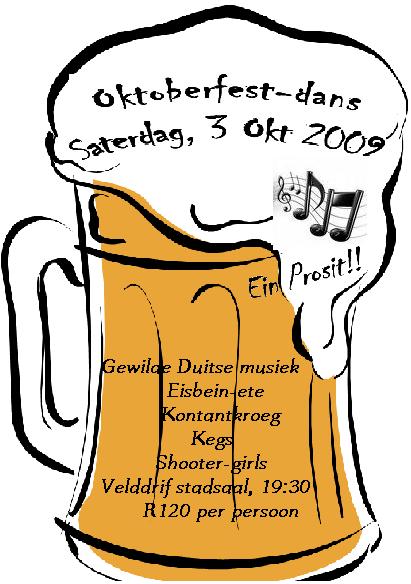 Oktoberfest-dans
Saterdag, 3 Okt 2009
Ein Prosit!!
Gewilde Duitse musiek
Eisbein-ete
Kontantkroeg
Kegs
Shooter-girls
Velddrif stadsaal, 19:30
R120 per persoon